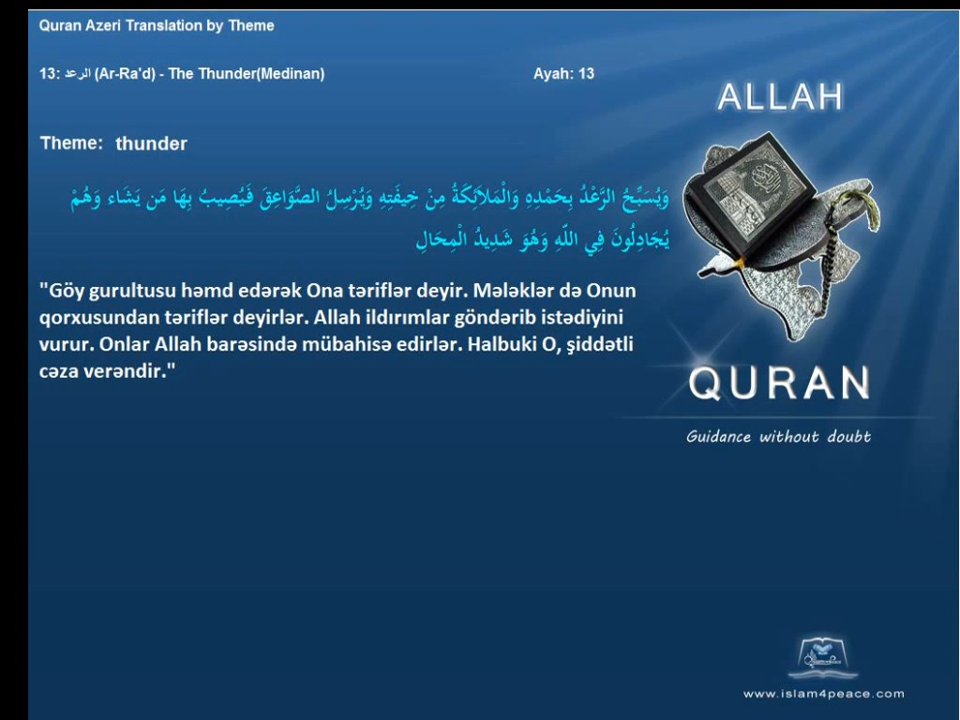 Quran Azeri Translation by Theme
13: الرعد (Ar-Ra'd) - The Thunder(Medinan) Ayah: 13
Theme: thunder
وَيُسَبِّحُ الرَّعْدُ بِحَمْدِهِ وَالْمَلاَئِكَةُ مِنْ خِيفَتِهِ وَيُرْسِلُ الصَّوَاعِقَ فَيُصِيبُ بِهَا مَن يَشَاء وَهُمْ
يُجَادِلُونَ فِي اللّهِ وَهُوَ شَدِيدُ الْمِحَالِ
"Göy gurultusu həmd edərək Ona təriflər deyir. Mələklər də Onun
qorxusundan təriflər deyirlər. Allah ildırımlar göndərib istədiyini
vurur. Onlar Allah barəsində mübahisə edirlər. Halbuki O, şiddətli
cəza verəndir."
ALLAH
QURAN
Guidance without doubt
www.islam4peace.com